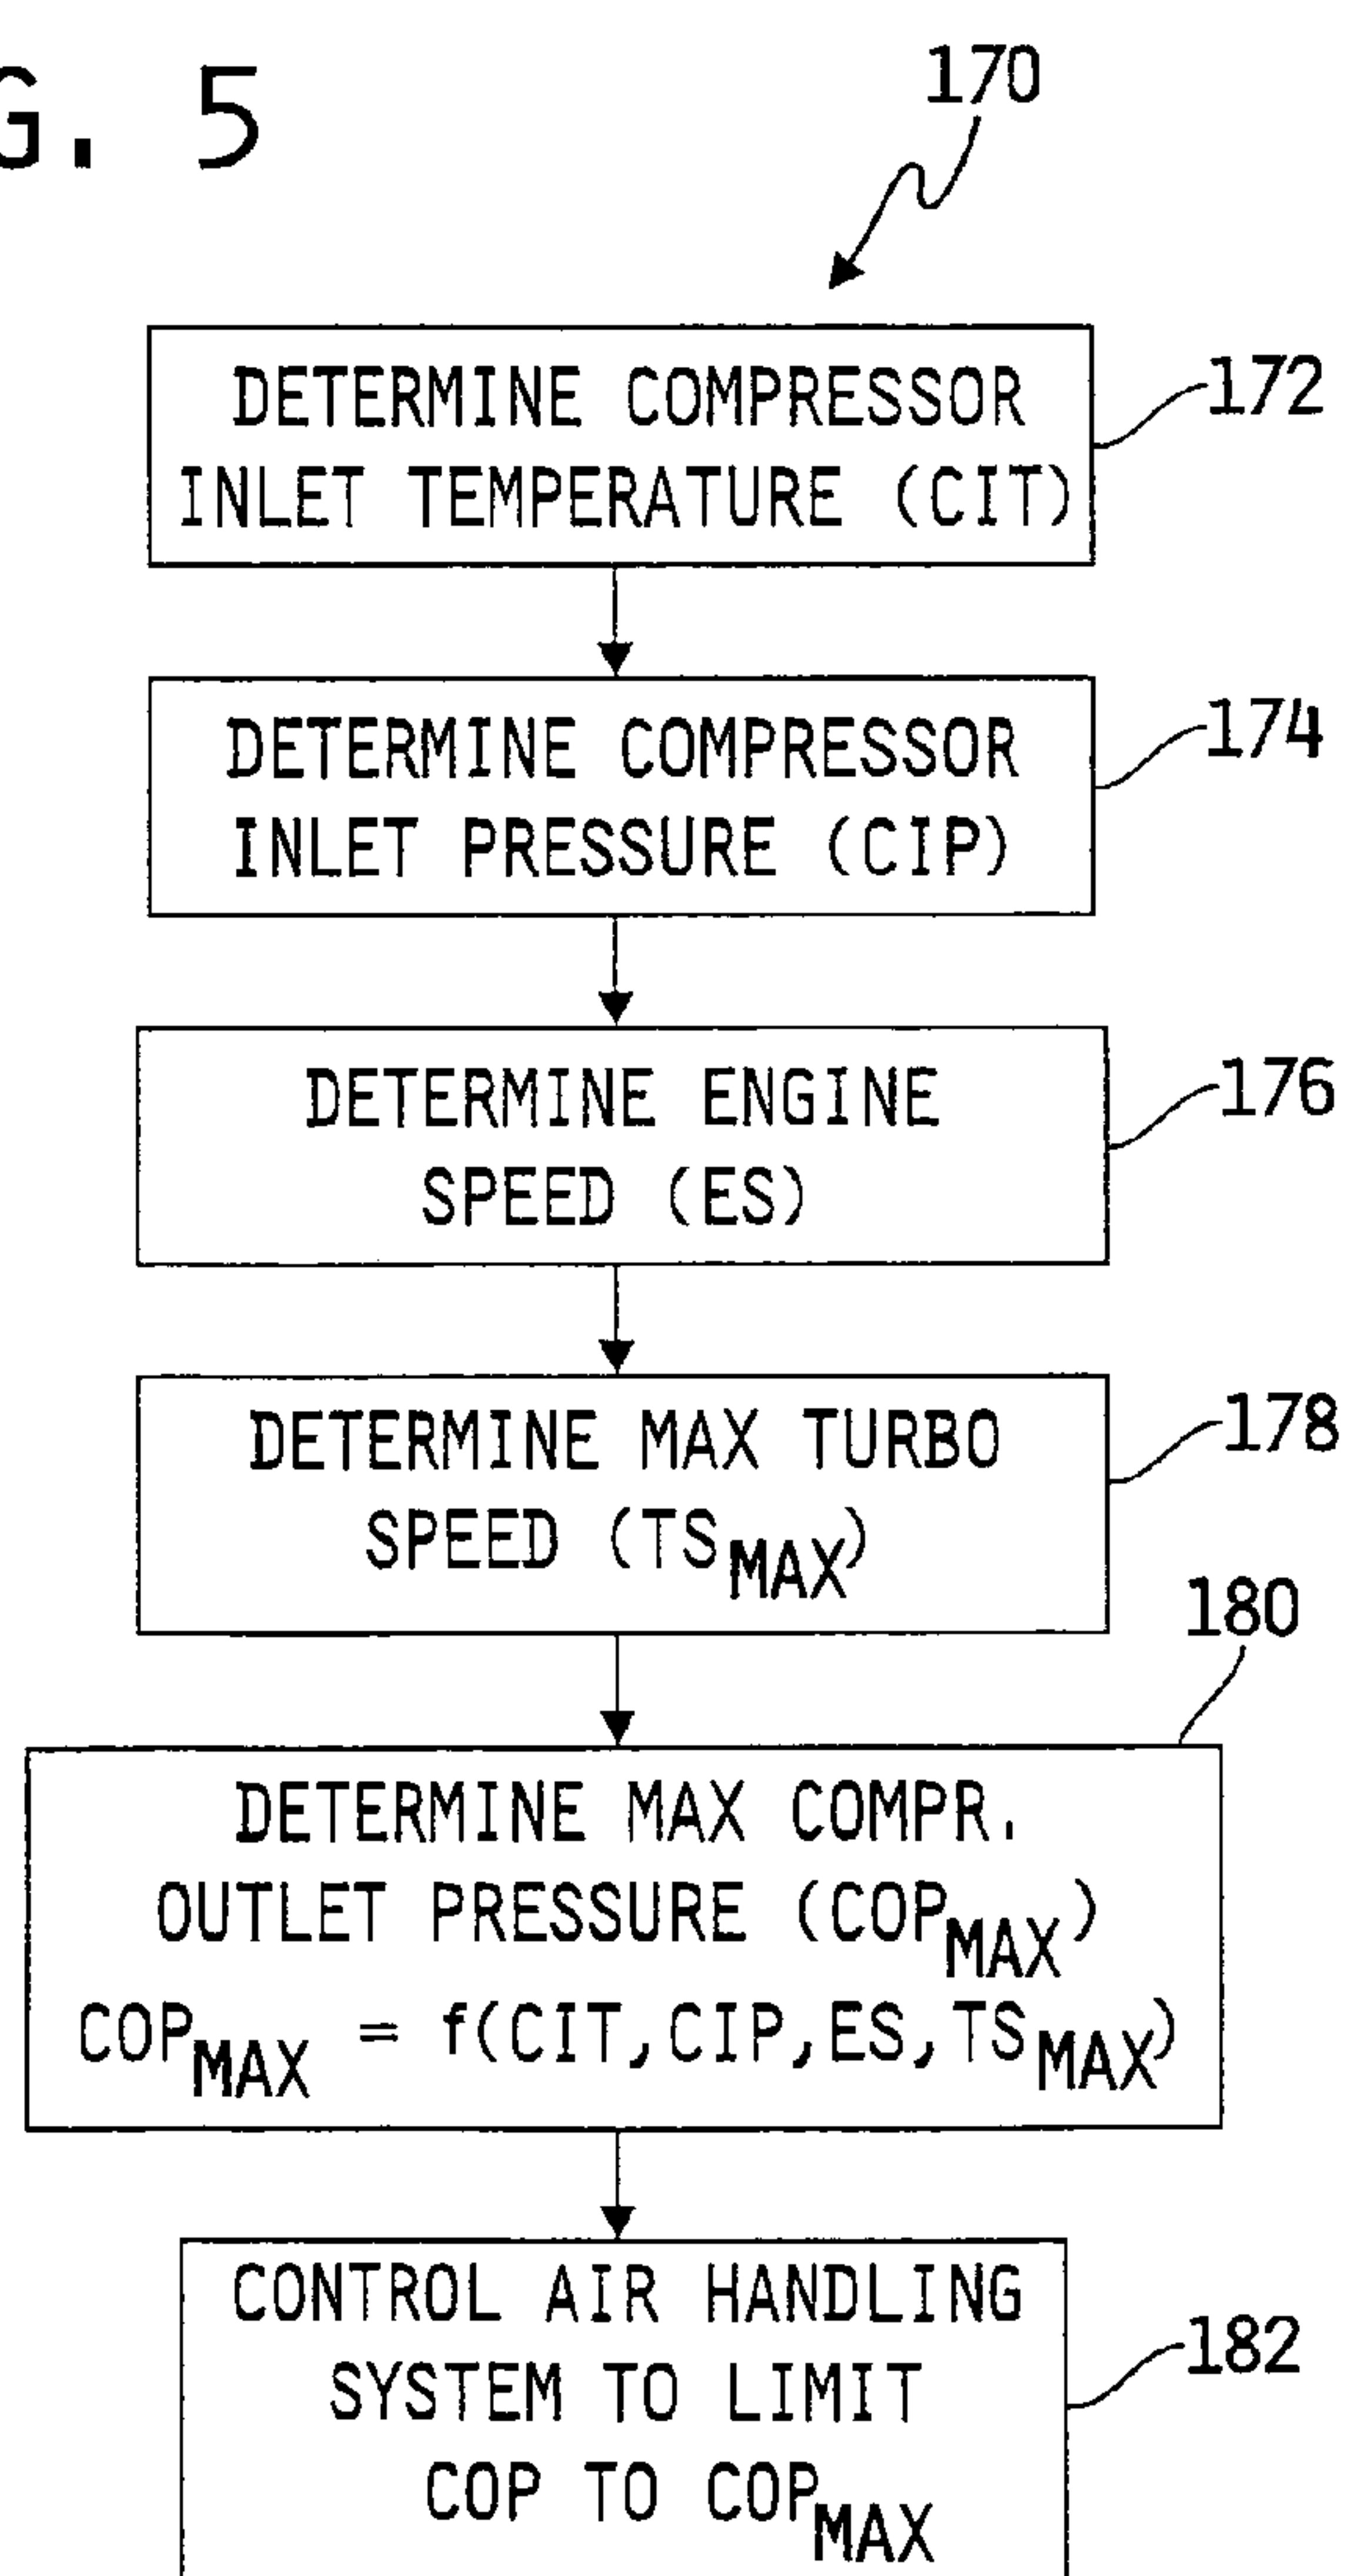 G. 5
170
DETERMINE COMPRESSOR
INLET TEMPERATURE (CIT)
172
DETERMINE COMPRESSOR
INLET PRESSURE (CIP)
174
DETERMINE ENGINE
SPEED (ES)
176
DETERMINE MAX TURBO
SPEED (TSMAX)
178
180
DETERMINE MAX COMPR.
OUTLET PRESSURE (COPMAX)
COPMAX = f(CIT,CIP,ES,TSMAX)
CONTROL AIR HANDLING
SYSTEM TO LIMIT
COP TO COPMAX
182